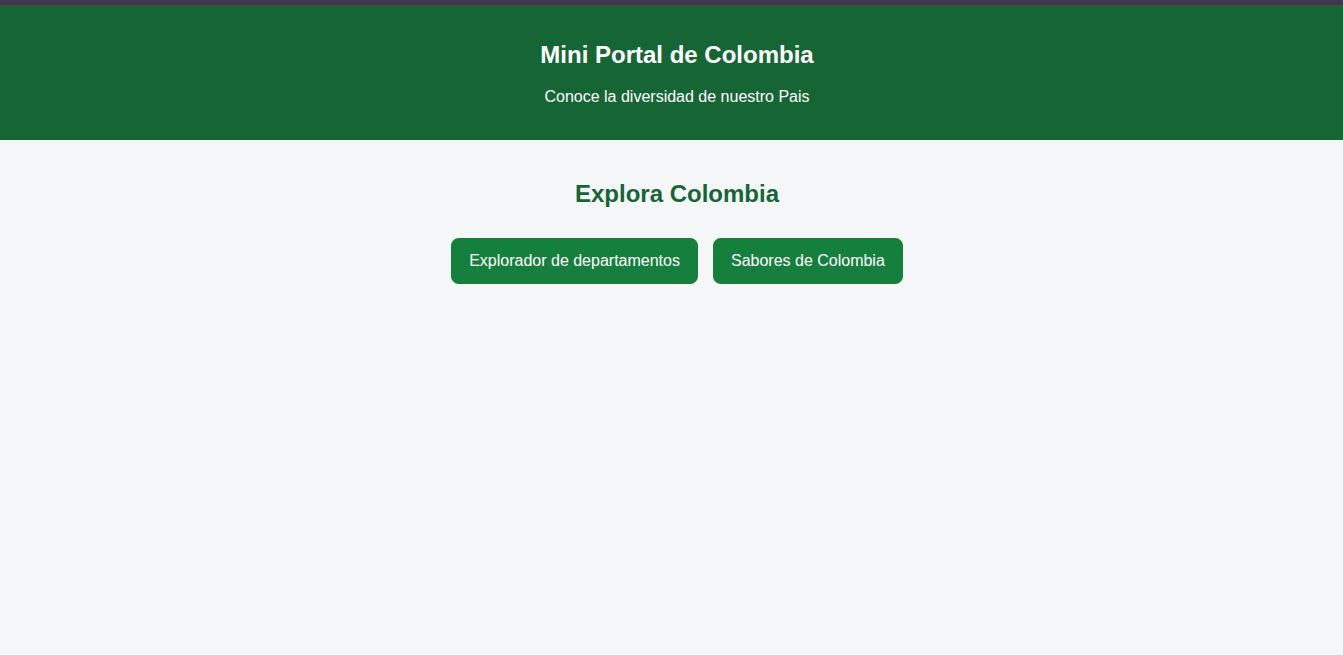 Mini Portal de Colombia
Conoce la diversidad de nuestro Pais
Explora Colombia
Explorador de departamentos
Sabores de Colombia